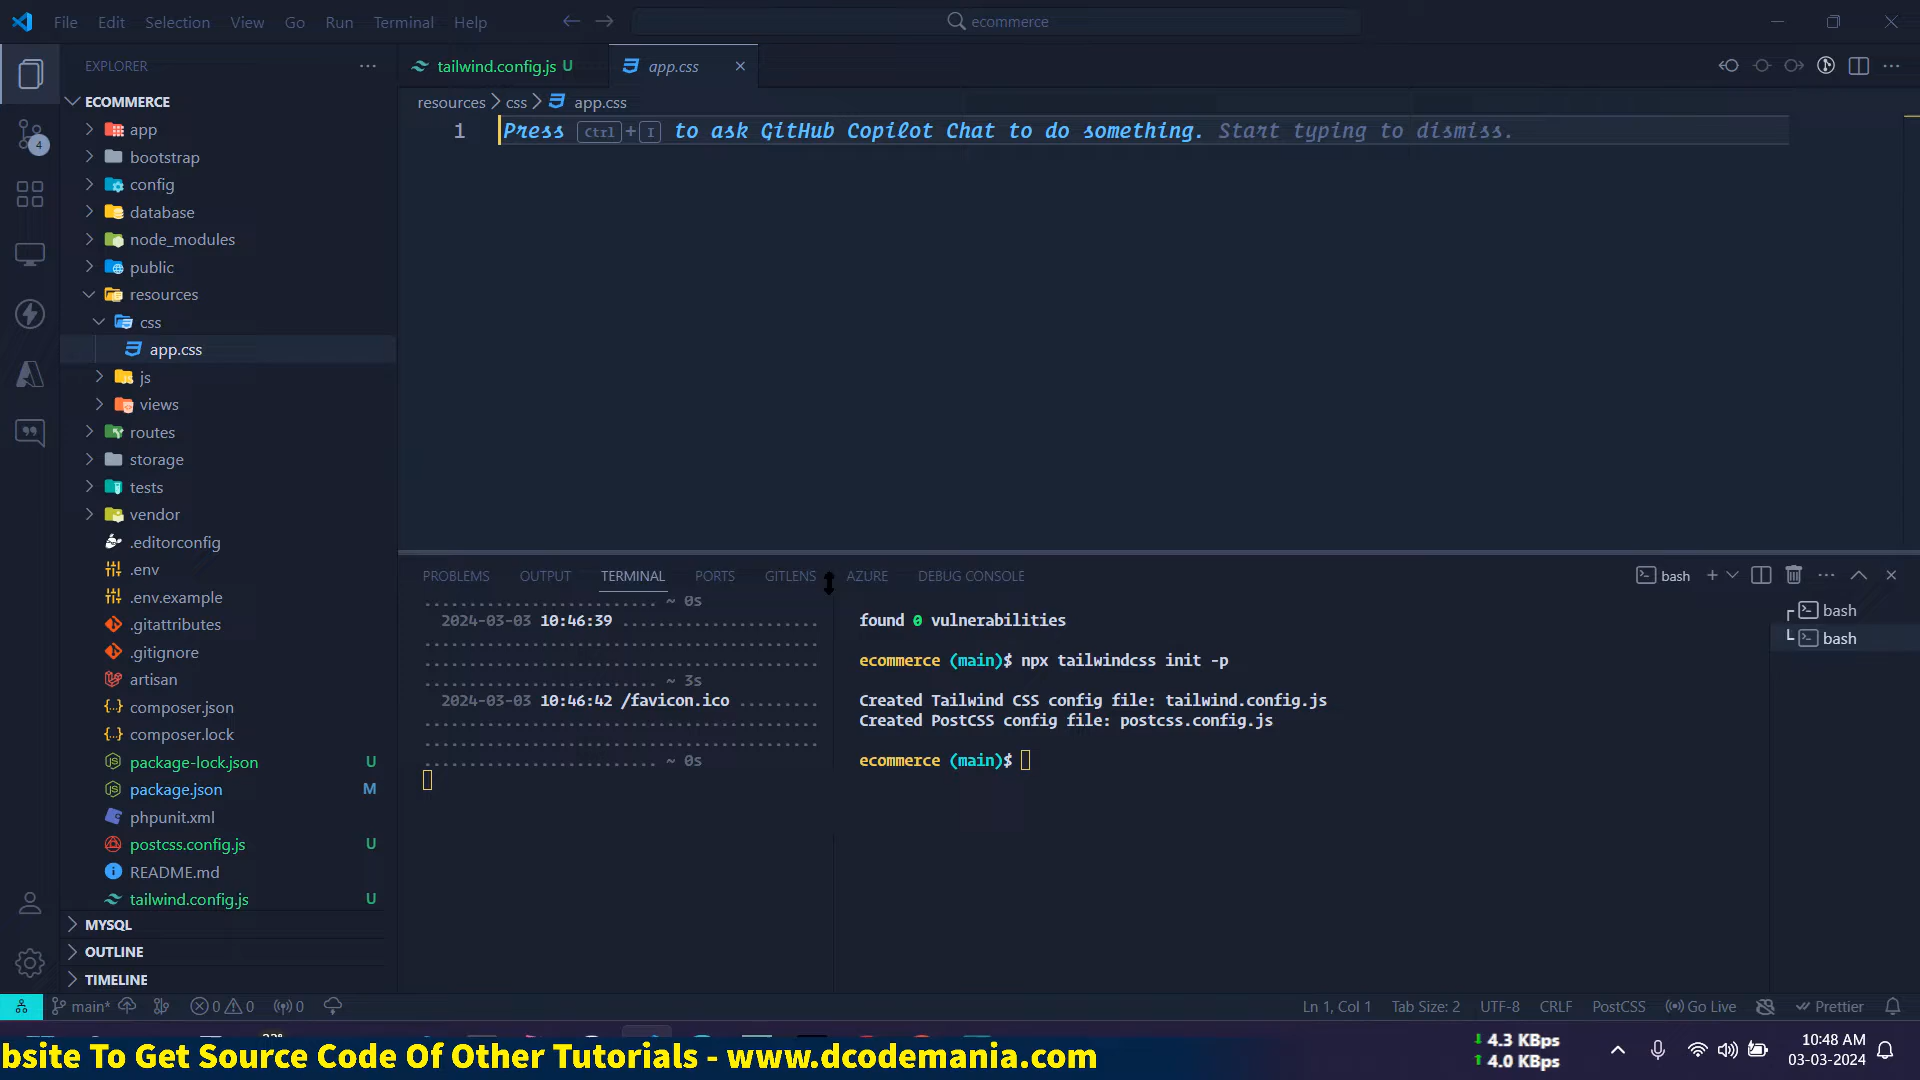 File Edit Selection View Go Run Terminal Help
ecommerce
EXPLORER
tailwind.config.js U
app.css
ECOMMERCE
resources css app.css
1
Press Ctrl+I to ask GitHub Copilot Chat to do something. Start typing to dismiss.
app
bootstrap
config
database
node_modules
public
resources
css
app.css
js
views
routes
storage
tests
vendor
.editorconfig
.env
.env.example
.gitattributes
.gitignore
artisan
composer.json
composer.lock
package-lock.json U
package.json M
phpunit.xml
postcss.config.js U
README.md
tailwind.config.js U
MYSQL
OUTLINE
TIMELINE
4
PROBLEMS OUTPUT TERMINAL PORTS GITLENS AZURE DEBUG CONSOLE
bash
.......................... ~ 0s
2024-03-03 10:46:39 ......................
............................................
............................................
.......................... ~ 3s
2024-03-03 10:46:42 /favicon.ico .........
............................................
............................................
.......................... ~ 0s
found 0 vulnerabilities
ecommerce (main)$ npx tailwindcss init -p
Created Tailwind CSS config file: tailwind.config.js
Created PostCSS config file: postcss.config.js
ecommerce (main)$
bash
bash
main* 0 0 0
Ln 1, Col 1 Tab Size: 2 UTF-8 CRLF PostCSS Go Live Prettier
bsite To Get Source Code Of Other Tutorials - www.dcodemania.com
4.3 KBps
4.0 KBps
10:48 AM
03-03-2024